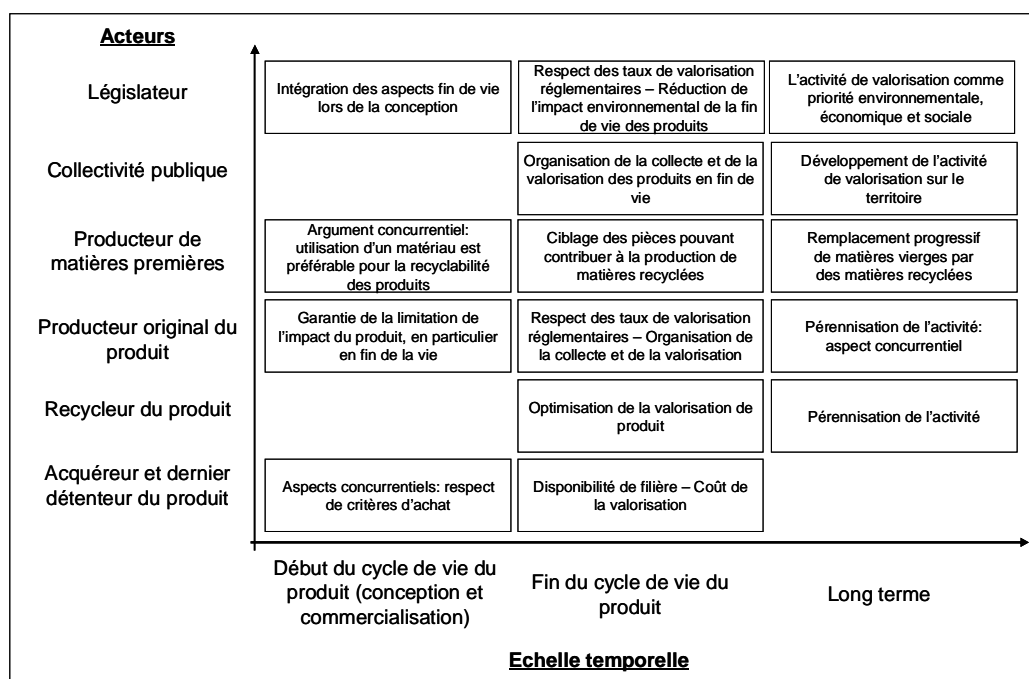 Acteurs
Législateur
Intégration des aspects fin de vie
lors de la conception
Respect des taux de valorisation
réglementaires – Réduction de
l'impact environnemental de la fin
de vie des produits
L'activité de valorisation comme
priorité environnementale,
économique et sociale
Collectivité publique
Organisation de la collecte et de la
valorisation des produits en fin de
vie
Développement de l'activité
de valorisation sur le
territoire
Producteur de
matières premières
Argument concurrentiel:
utilisation d'un matériau est
préférable pour la recyclabilité
des produits
Ciblage des pièces pouvant
contribuer à la production de
matières recyclées
Remplacement progressif
de matières vierges par
des matières recyclées
Producteur original du
produit
Garantie de la limitation de
l'impact du produit, en particulier
en fin de la vie
Respect des taux de valorisation
réglementaires – Organisation de
la collecte et de la valorisation
Pérennisation de l'activité:
aspect concurrentiel
Recycleur du produit
Optimisation de la valorisation de
produit
Pérennisation de l'activité
Acquéreur et dernier
détenteur du produit
Aspects concurrentiels: respect
de critères d'achat
Disponibilité de filière – Coût de
la valorisation
Début du cycle de vie du
produit (conception et
commercialisation)
Fin du cycle de vie du
produit
Long terme
Echelle temporelle